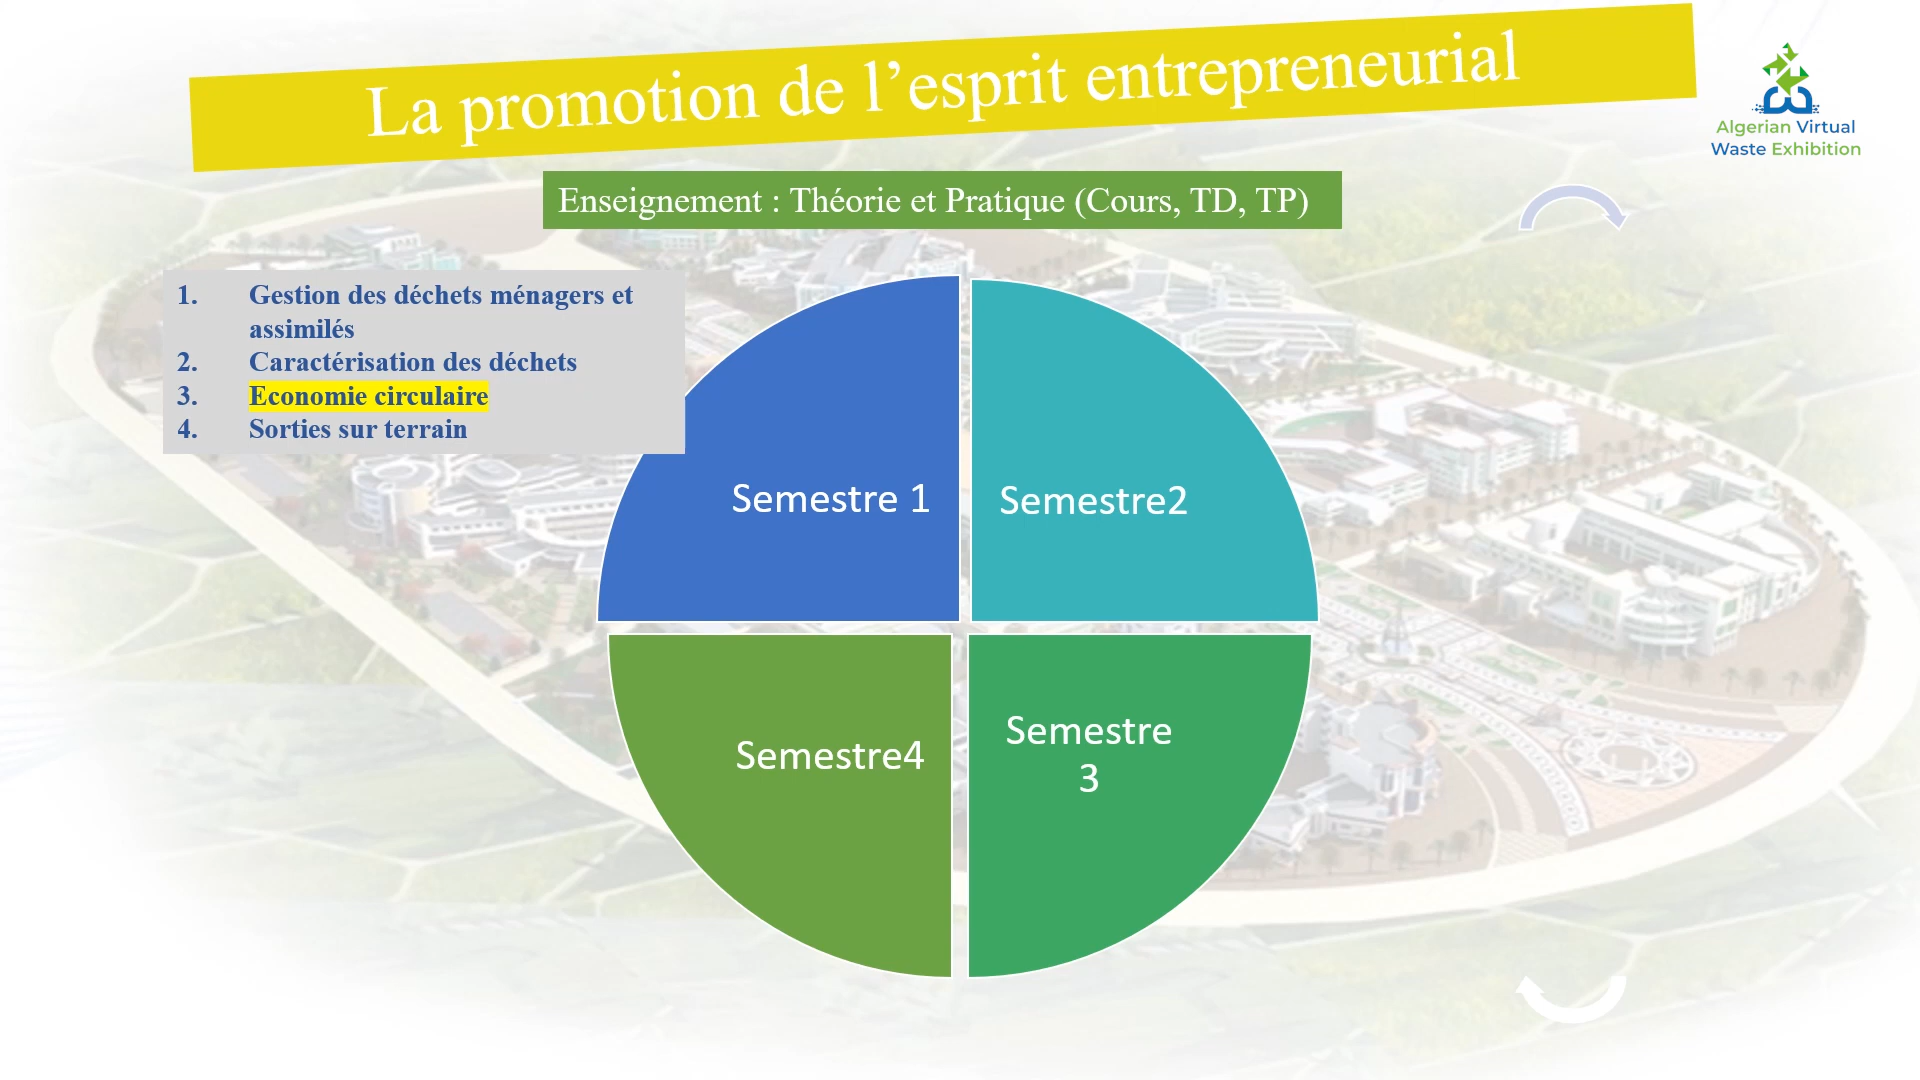 La promotion de l’esprit entrepreneurial
Algerian Virtual
Waste Exhibition
Enseignement : Théorie et Pratique (Cours, TD, TP)
1. Gestion des déchets ménagers et
assimilés
2. Caractérisation des déchets
3. Economie circulaire
4. Sorties sur terrain
Semestre 1
Semestre2
Semestre4
Semestre
3